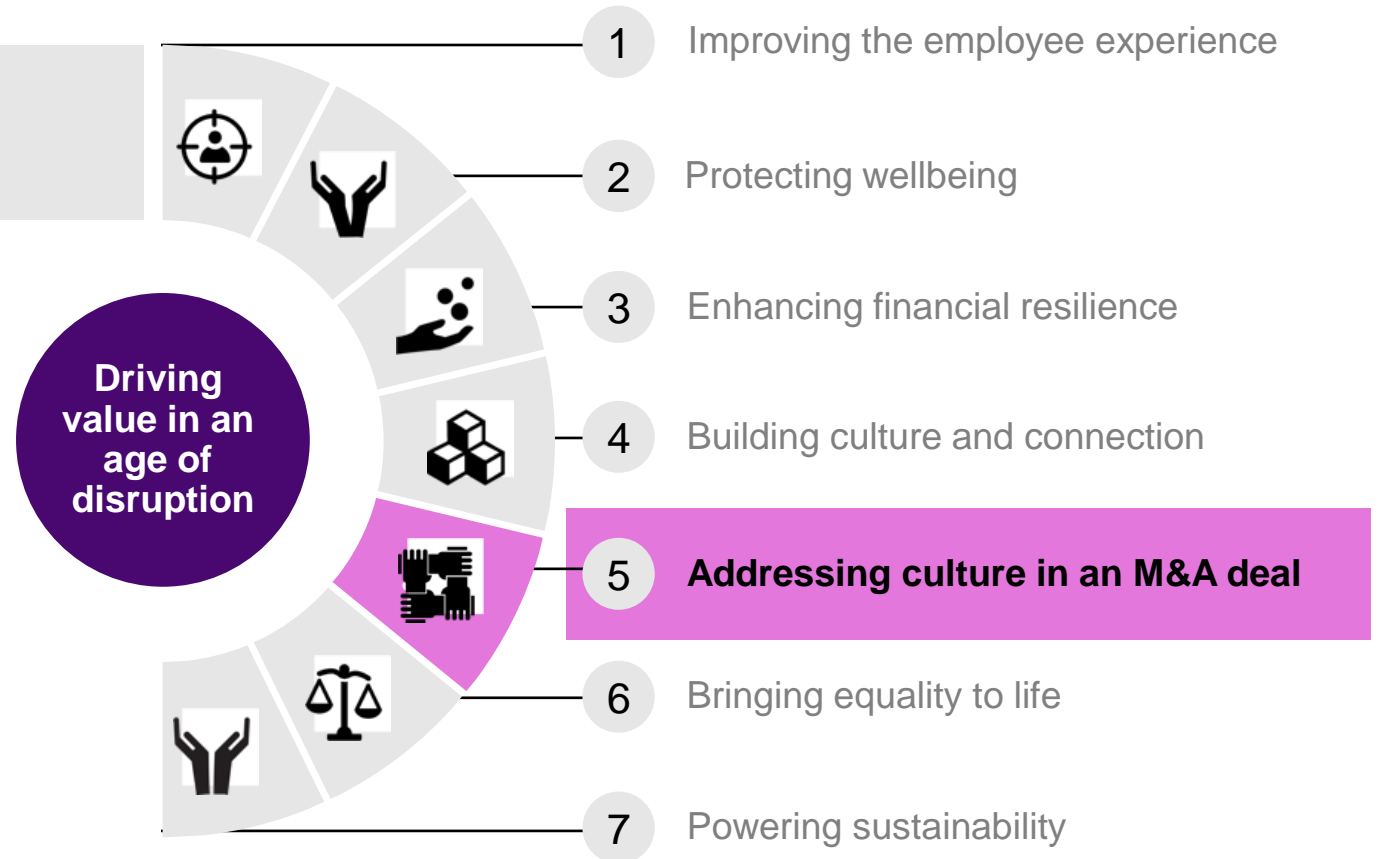 1 Improving the employee experience
2 Protecting wellbeing
3 Enhancing financial resilience
Driving
value in an
age of
disruption
4 Building culture and connection
5 Addressing culture in an M&A deal
6 Bringing equality to life
7 Powering sustainability